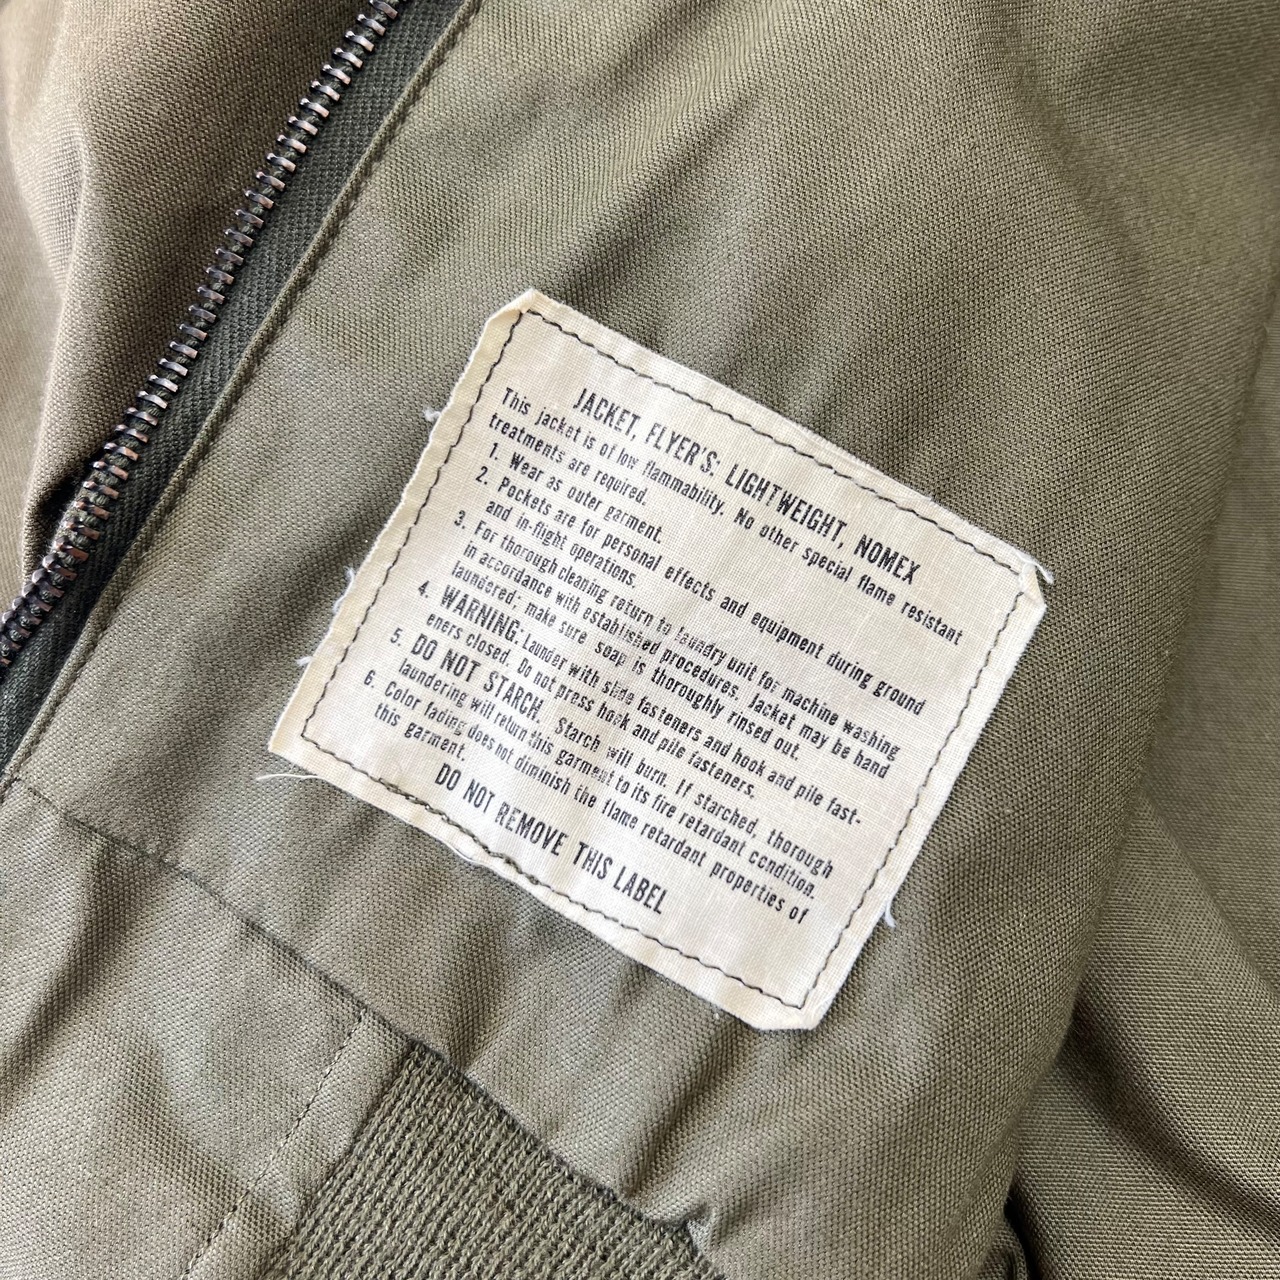 JACKET, FLYER'S: LIGHTWEIGHT, NOMEX
This jacket is of low flammability. No other special flame resistant
treatments are required.
1. Wear as outer garment.
2. Pockets are for personal effects and equipment during ground
and in-flight operations.
3. For thorough cleaning return to laundry unit for machine washing
in accordance with established procedures. Jacket may be hand
laundered; make sure soap is thoroughly rinsed out.
4. WARNING: Launder with slide fasteners and hook and pile fast-
eners closed. Do not press hook and pile fasteners.
5. DO NOT STARCH. Starch will burn. If starched, thorough
laundering will return this garment to its fire retardant condition.
6. Color fading does not diminish the flame retardant properties of
this garment.
DO NOT REMOVE THIS LABEL